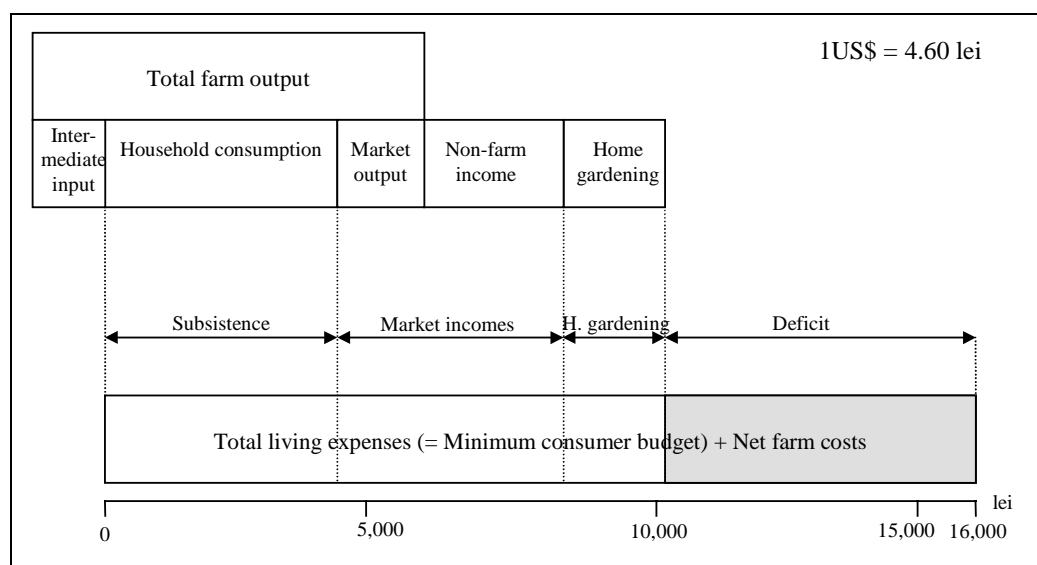 1US$ = 4.60 lei
Total farm output
Inter-
mediate
input
Household consumption
Market
output
Non-farm
income
Home
gardening
Subsistence
Market incomes
H. gardening
Deficit
Total living expenses (= Minimum consumer budget) + Net farm costs
lei
0
5,000
10,000
15,000
16,000